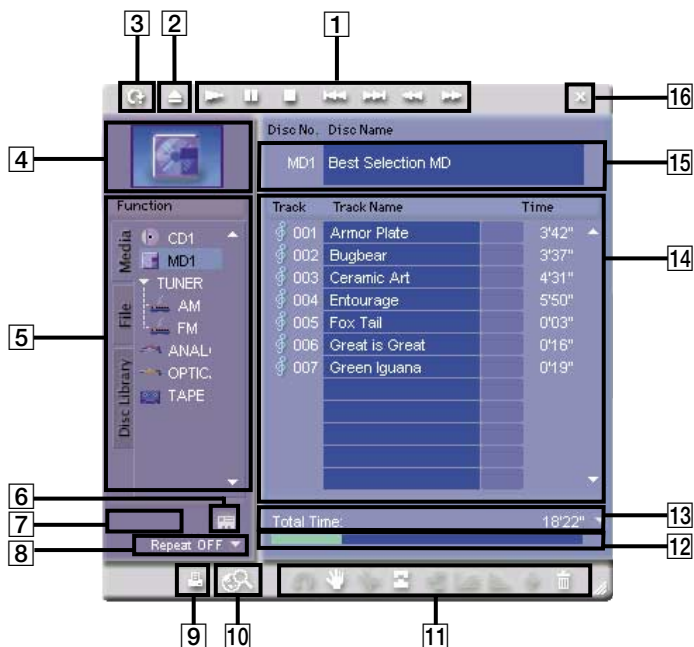 3 2 1
16
4
Disc No. Disc Name
MD1 Best Selection MD
15
Function
Media
File
Disc Library
CD1
MD1
TUNER
AM
FM
ANAL
OPTIC.
TAPE
5
Track Track Name Time
001 Armor Plate 3'42"
002 Bugbear 3'37"
003 Ceramic Art 4'31"
004 Entourage 5'50"
005 Fox Tail 0'03"
006 Great is Great 0'16"
007 Green Iguana 0'19"
14
6
7
Total Time: 18'22"
13
8
Repeat OFF
12
9 10 11